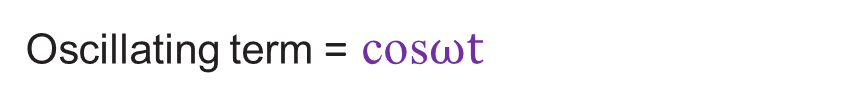 Oscillating term = cosωt